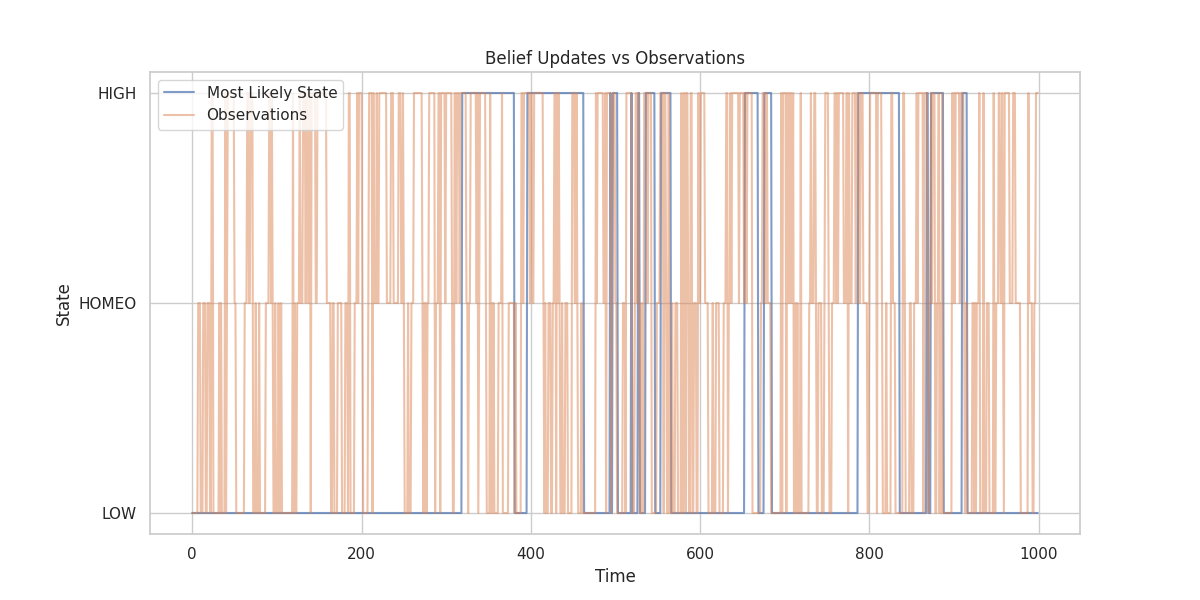 Belief Updates vs Observations
Most Likely State
Observations
HIGH
HOMEO
LOW
State
0
200
400
600
800
1000
Time